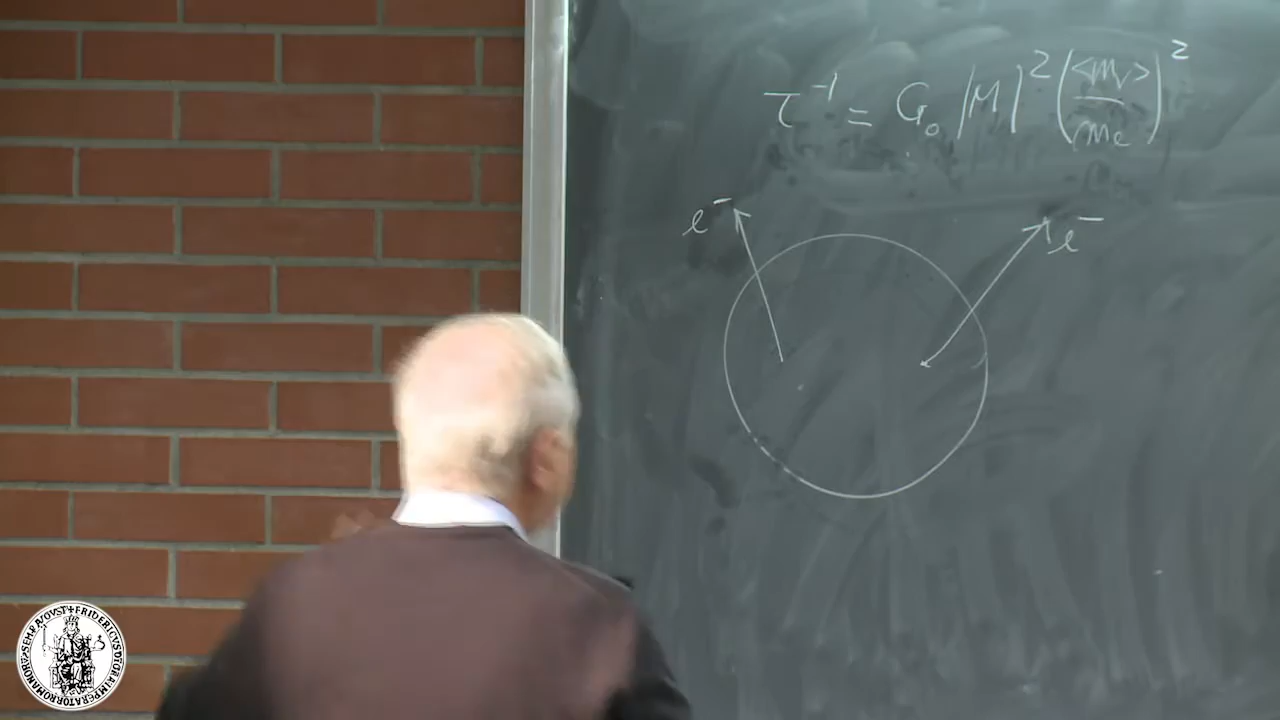 τ⁻¹ = G₀ |M|² (<mᵥ>/mₑ)²
e⁻
e⁻